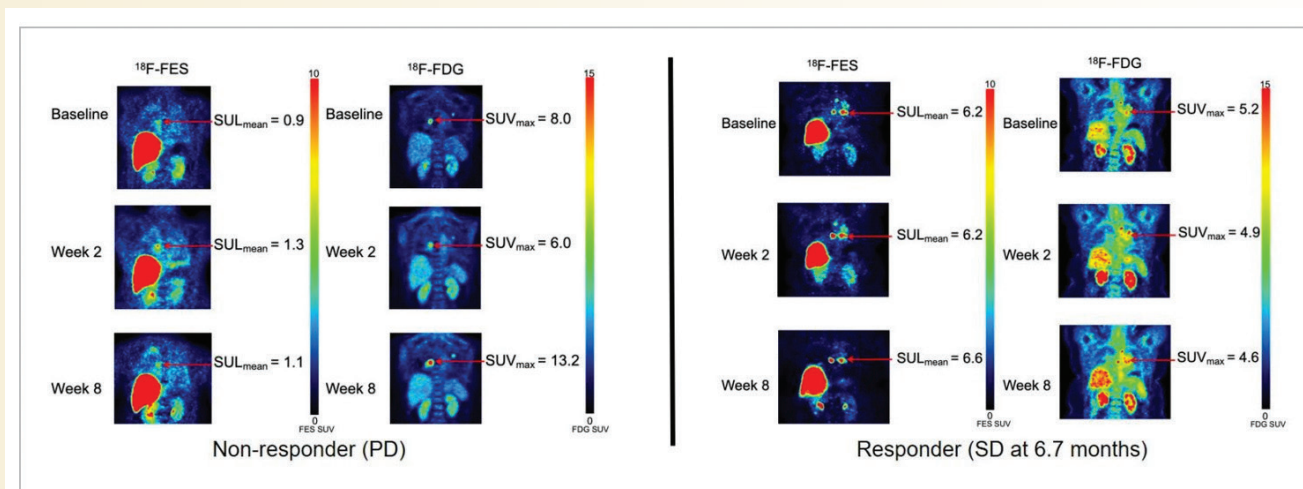 18F-FES
18F-FDG
10
15
Baseline
SULmean = 0.9
Baseline
SUVmax = 8.0
Week 2
SULmean = 1.3
Week 2
SUVmax = 6.0
Week 8
SULmean = 1.1
Week 8
SUVmax = 13.2
0
FES SUV
0
FDG SUV
Non-responder (PD)
18F-FES
18F-FDG
10
15
Baseline
SULmean = 6.2
Baseline
SUVmax = 5.2
Week 2
SULmean = 6.2
Week 2
SUVmax = 4.9
Week 8
SULmean = 6.6
Week 8
SUVmax = 4.6
0
FES SUV
0
FDG SUV
Responder (SD at 6.7 months)